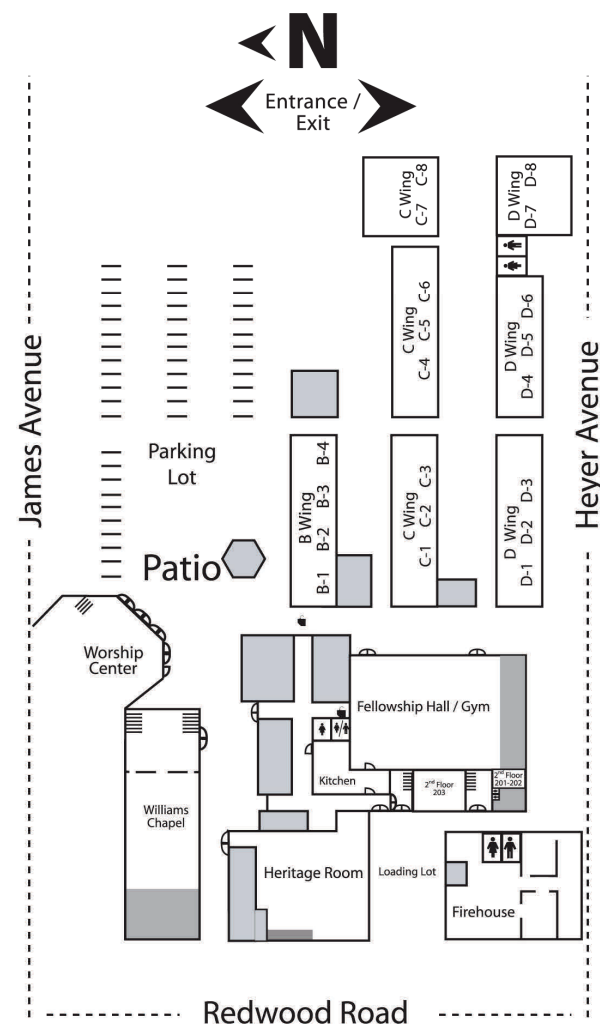 N
Entrance /
Exit
C Wing
C-7 C-8
D Wing
D-7 D-8
C Wing
C-4 C-5 C-6
D Wing
D-4 D-5 D-6
James Avenue
Heyer Avenue
Parking
Lot
B Wing
B-1 B-2 B-3 B-4
C Wing
C-1 C-2 C-3
D Wing
D-1 D-2 D-3
Patio
Worship
Center
Fellowship Hall / Gym
Kitchen
2nd Floor
203
2nd Floor
201-202
Williams
Chapel
Heritage Room
Loading Lot
Firehouse
Redwood Road